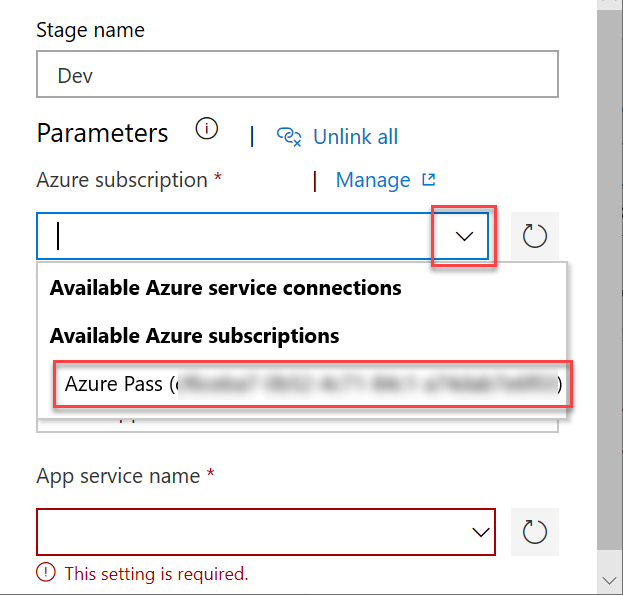 Stage name
Dev
Parameters
Unlink all
Azure subscription *
| Manage
Available Azure service connections
Available Azure subscriptions
Azure Pass ( )
App service name *
This setting is required.